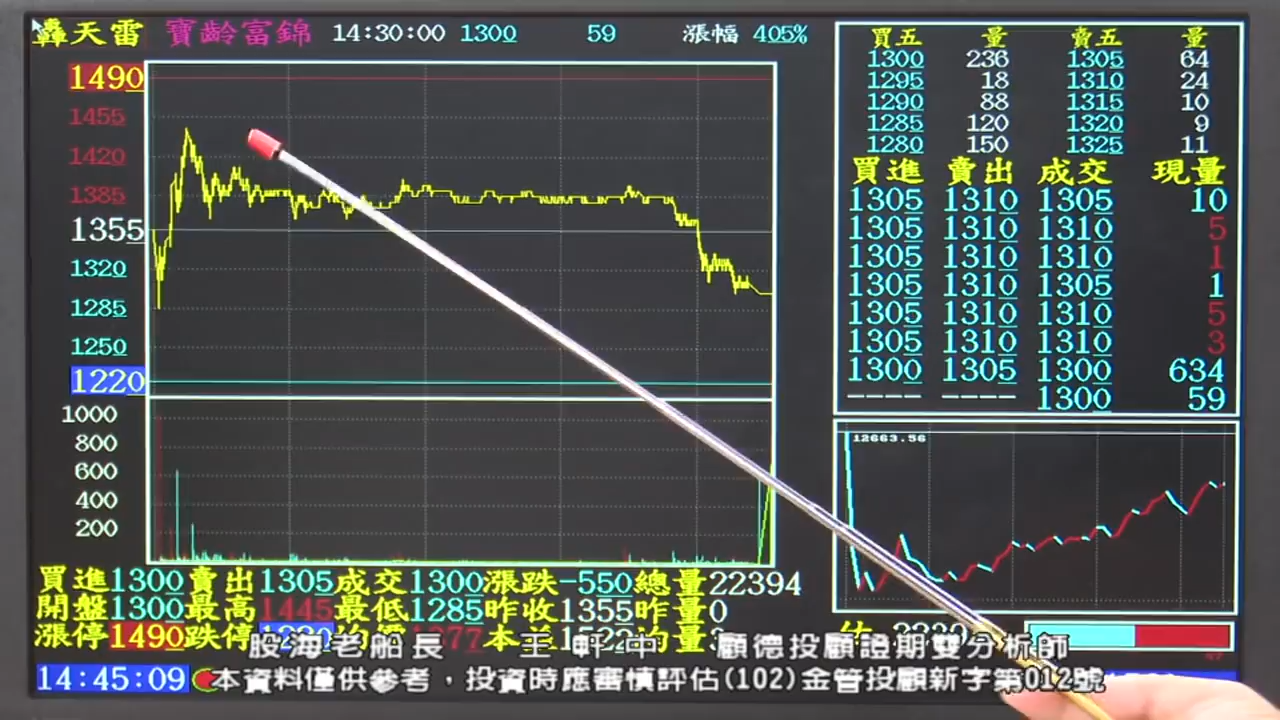 轟天雷 寶齡富錦 14:30:00 1300 59 漲幅 405%
1490
1455
1420
1385
1355
1320
1285
1250
1220
1000
800
600
400
200
買五 量 賣五 量
1300 236 1305 64
1295 18 1310 24
1290 88 1315 10
1285 120 1320 9
1280 150 1325 11
買進 賣出 成交 現量
1305 1310 1305 10
1305 1310 1310 5
1305 1310 1310 1
1305 1310 1305 1
1305 1310 1310 5
1305 1310 1310 3
1300 1305 1300 634
---- ---- 1300 59
12663.56
買進1300賣出1305成交1300漲跌-550總量22394
開盤1300最高1445最低1285昨收1355昨量0
漲停1490跌停
股海老船長 王軒中 顧德投顧證期雙分析師
14:45:09
本資料僅供參考，投資時應審慎評估(102)金管投顧新字第012號